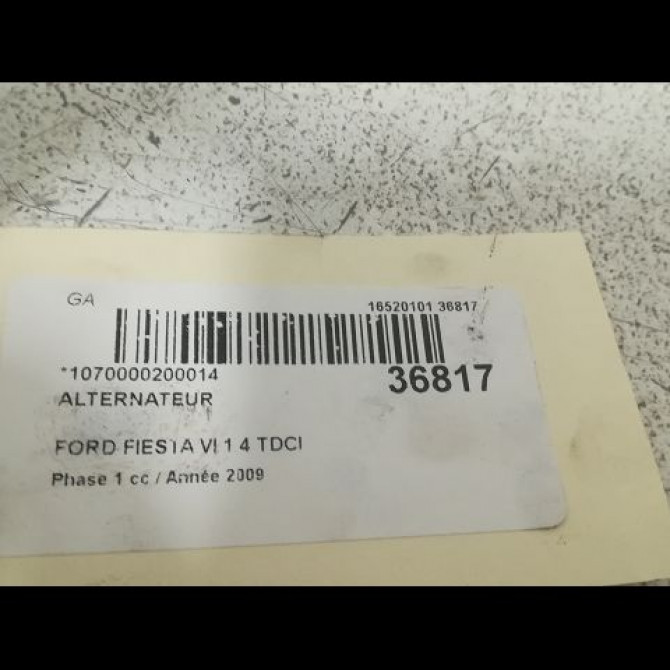 GA
16520101 36817
*1070000200014
36817
ALTERNATEUR
FORD FIESTA VI 1 4 TDCI
Phase 1 cc / Année 2009